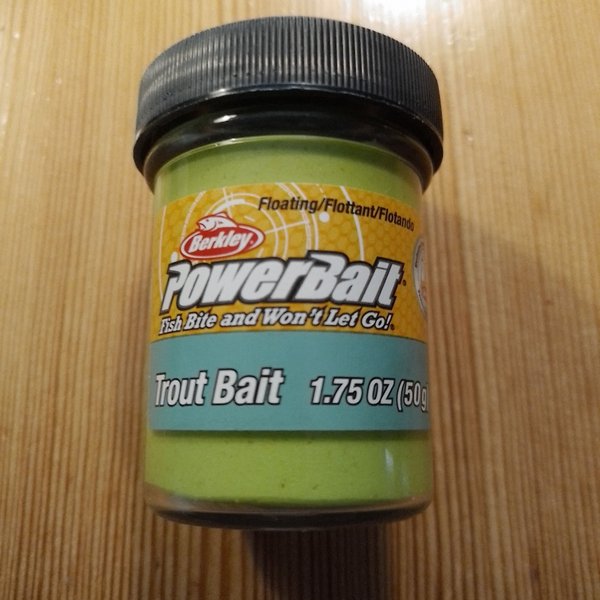 Floating/Flottant/Flotando
Berkley
PowerBait
Fish Bite and Won't Let Go!
Trout Bait 1.75 OZ (50g)